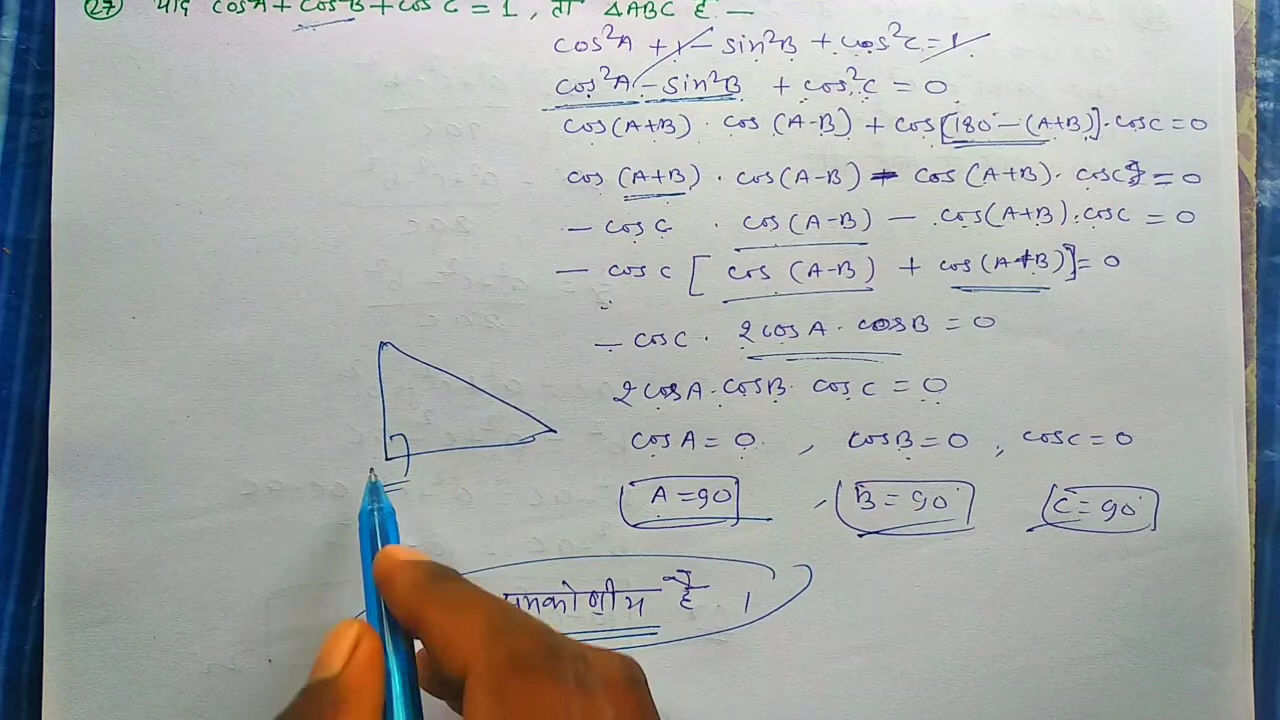 (27) यदि cos²A + cos²B + cos²C = 1, तो ΔABC है —
cos²A + 1 - sin²B + cos²C = 1
cos²A - sin²B + cos²C = 0
cos(A+B) · cos(A-B) + cos[180° - (A+B)] · cosC = 0
cos(A+B) · cos(A-B) - cos(A+B) · cosC} = 0
- cosC · cos(A-B) - cos(A+B) · cosC = 0
- cosC [cos(A-B) + cos(A+B)] = 0
- cosC · 2cosA · cosB = 0
2cosA · cosB · cosC = 0
cosA = 0 , cosB = 0 , cosC = 0
A = 90 , B = 90° C = 90°
है ।